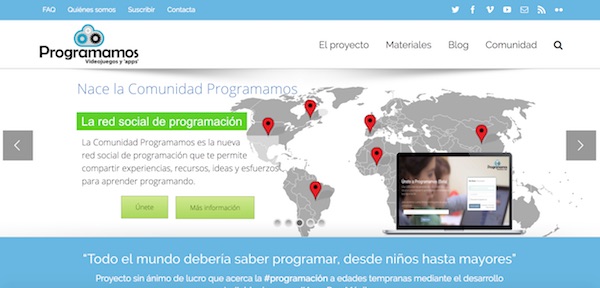 FAQ Quiénes somos Suscribir Contacta
Programamos
Videojuegos y 'apps'
El proyecto Materiales Blog Comunidad
Nace la Comunidad Programamos
La red social de programación
La Comunidad Programamos es la nueva
red social de programación que te permite
compartir experiencias, recursos, ideas y esfuerzos
para aprender programando.
Únete Más información
"Todo el mundo debería saber programar, desde niños hasta mayores"
Proyecto sin ánimo de lucro que acerca la #programación a edades tempranas mediante el desarrollo